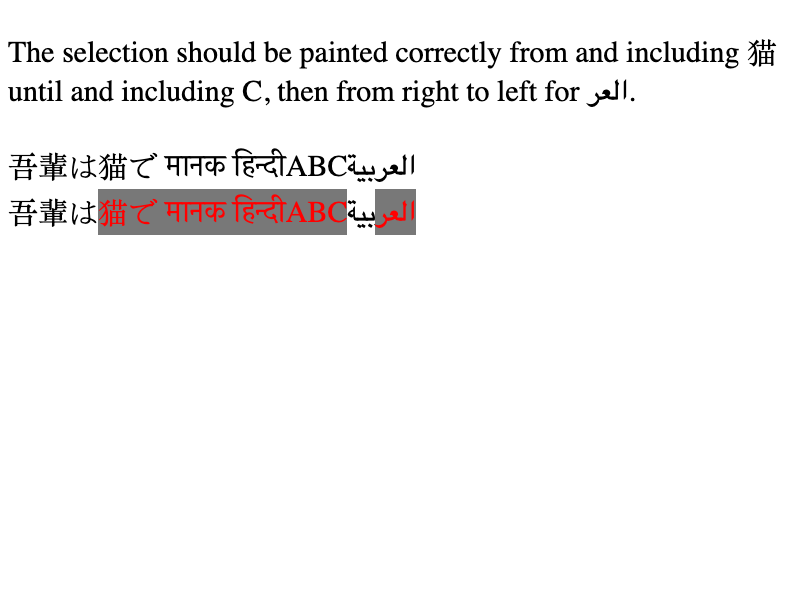 The selection should be painted correctly from and including 猫
until and including C, then from right to left for العر.
吾輩は猫で मानक हिन्दीABCالعربية
吾輩は猫で मानक हिन्दीABCالعربية